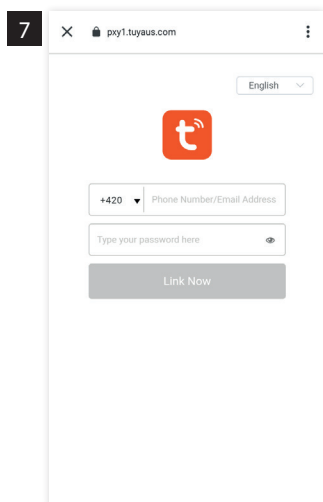 7
pxy1.tuyaus.com
English
+420 Phone Number/Email Address
Type your password here
Link Now